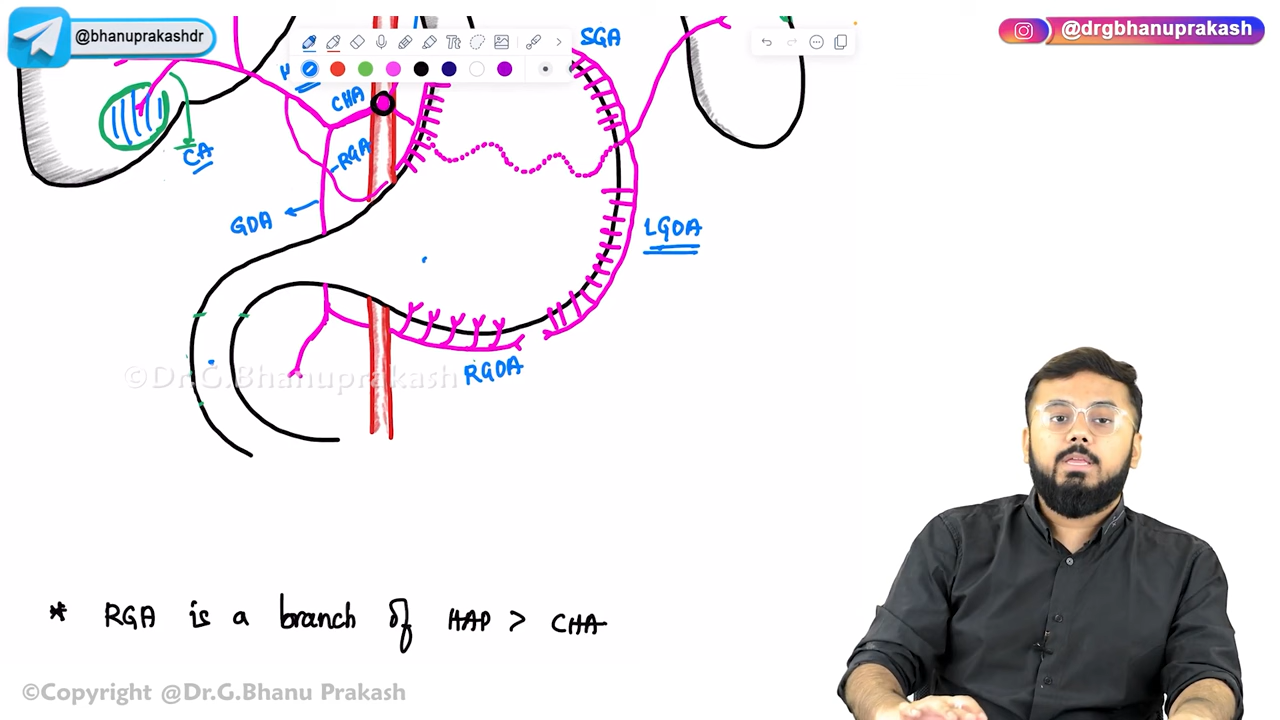 @bhanuprakashdr
@drgbhanuprakash
SGA
Tt
H
CHA
CA
RGA
GDA
LGOA
RGOA
©Dr.G.Bhanuprakash
* RGA is a branch of HAP > CHA
©Copyright @Dr.G.Bhanu Prakash